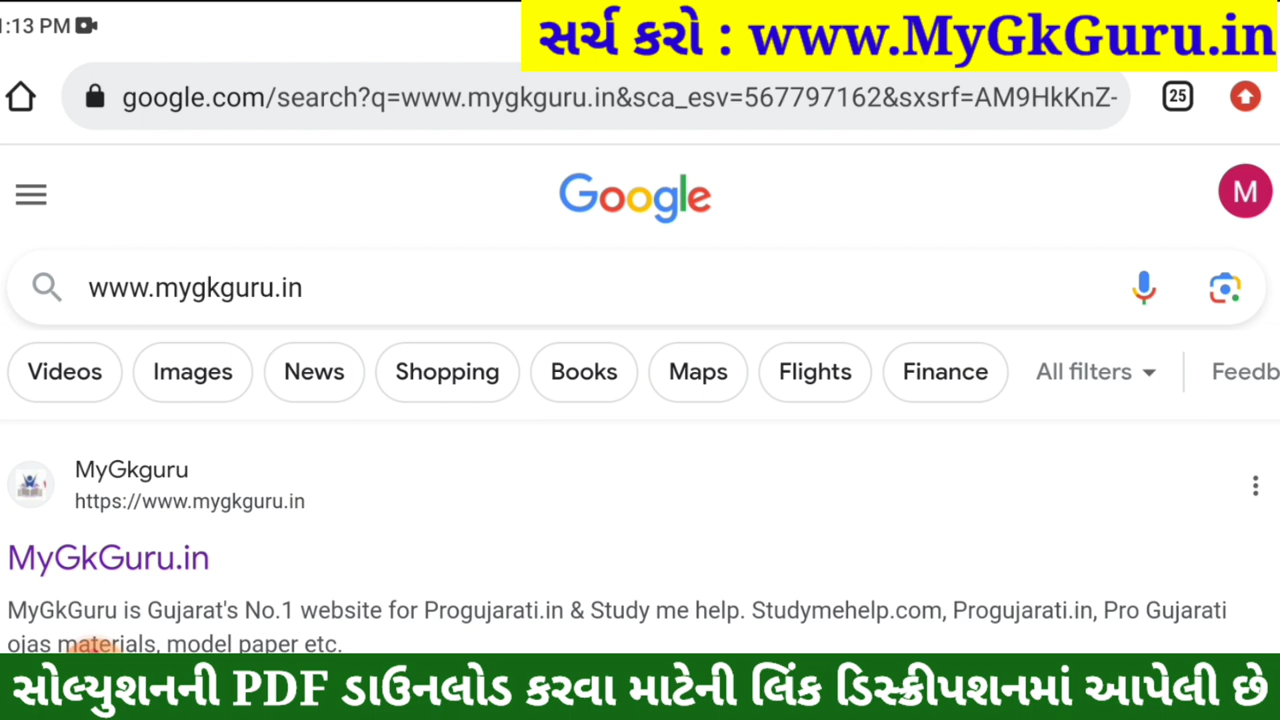 1:13 PM
સર્ચ કરો : www.MyGkGuru.in
google.com/search?q=www.mygkguru.in&sca_esv=567797162&sxsrf=AM9HkKnZ-
25
Google
M
www.mygkguru.in
Videos Images News Shopping Books Maps Flights Finance All filters Feedb
MyGkguru
https://www.mygkguru.in
MyGkGuru.in
MyGkGuru is Gujarat's No.1 website for Progujarati.in & Study me help. Studymehelp.com, Progujarati.in, Pro Gujarati
ojas materials, model paper etc.
સોલ્યુશનની PDF ડાઉનલોડ કરવા માટેની લિંક ડિસ્ક્રીપશનમાં આપેલી છે